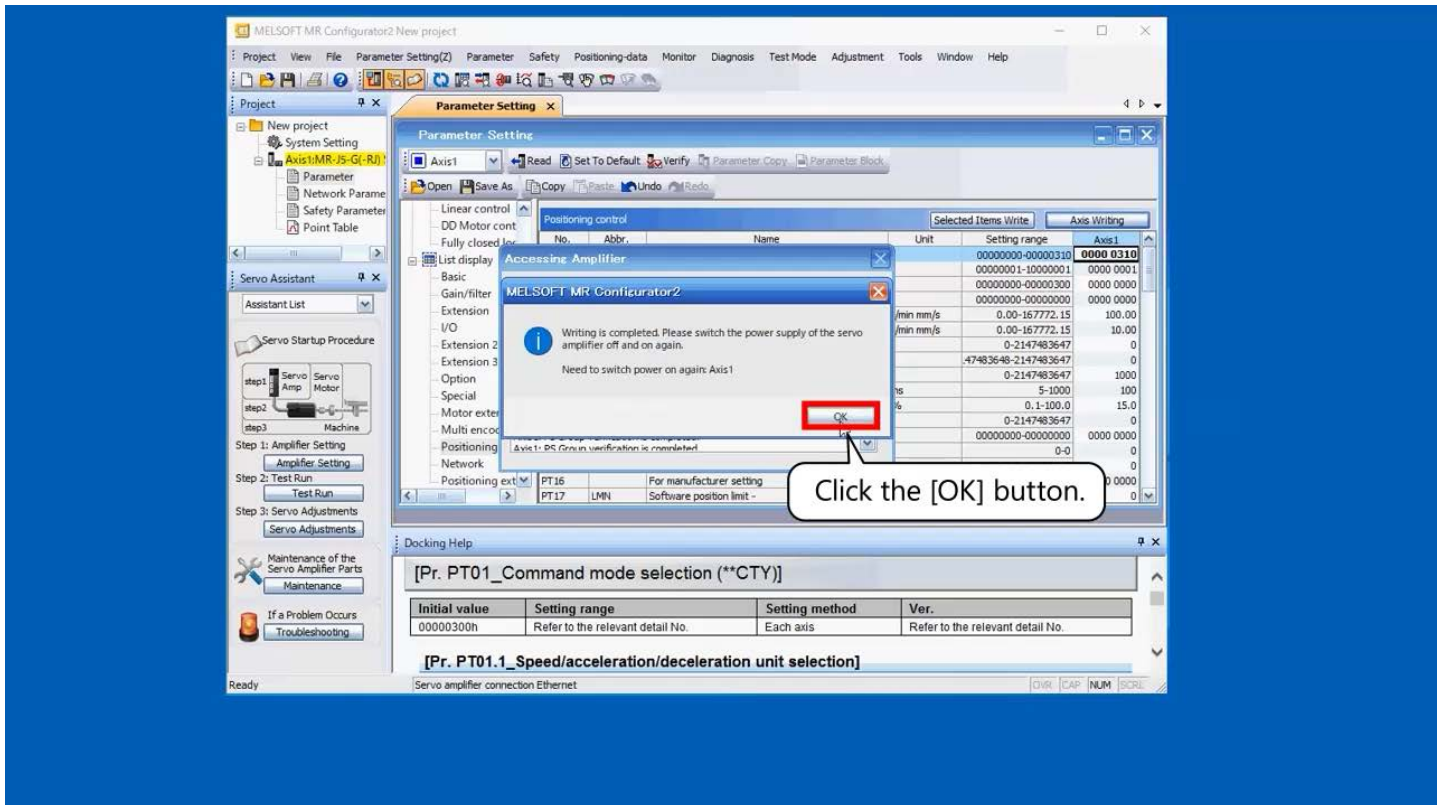 MELSOFT MR Configurator2 New project
Project View File Parameter Setting(Z) Parameter Safety Positioning-data Monitor Diagnosis Test Mode Adjustment Tools Window Help
Project
Parameter Setting
New project
System Setting
Axis1:MR-J5-G(-RJ)
Parameter
Network Parame
Safety Parameter
Point Table
Parameter Setting
Axis1 Read Set To Default Verify Parameter Copy Parameter Block
Open Save As Copy Paste Undo Redo
Linear control
DD Motor cont
Fully closed loc
List display
Basic
Gain/filter
Extension
I/O
Extension 2
Extension 3
Option
Special
Motor exter
Multi encod
Positioning
Network
Positioning ext
Positioning control Selected Items Write Axis Writing
No. Abbr. Name Unit Setting range Axis1
00000000-00000310 0000 0310
00000001-10000001 0000 0001
00000000-00000300 0000 0000
00000000-00000000 0000 0000
/min mm/s 0.00-167772.15 100.00
/min mm/s 0.00-167772.15 10.00
0-2147483647 0
47483648-2147483647 0
0-2147483647 1000
ms 5-1000 100
% 0.1-100.0 15.0
0-2147483647 0
00000000-00000000 0000 0000
0-0 0
0
PT16 For manufacturer setting 0 0000
PT17 LMN Software position limit - 0
Accessing Amplifier
MELSOFT MR Configurator2
Writing is completed. Please switch the power supply of the servo
amplifier off and on again.
Need to switch power on again: Axis1
OK
Axis1: PS Group verification is completed.
Click the [OK] button.
Servo Assistant
Assistant List
Servo Startup Procedure
step1 Servo Amp Servo Motor
step2
step3 Machine
Step 1: Amplifier Setting
Amplifier Setting
Step 2: Test Run
Test Run
Step 3: Servo Adjustments
Servo Adjustments
Maintenance of the
Servo Amplifier Parts
Maintenance
If a Problem Occurs
Troubleshooting
Docking Help
[Pr. PT01_Command mode selection (**CTY)]
Initial value Setting range Setting method Ver.
00000300h Refer to the relevant detail No. Each axis Refer to the relevant detail No.
[Pr. PT01.1_Speed/acceleration/deceleration unit selection]
Ready Servo amplifier connection Ethernet OVR CAP NUM SCRL